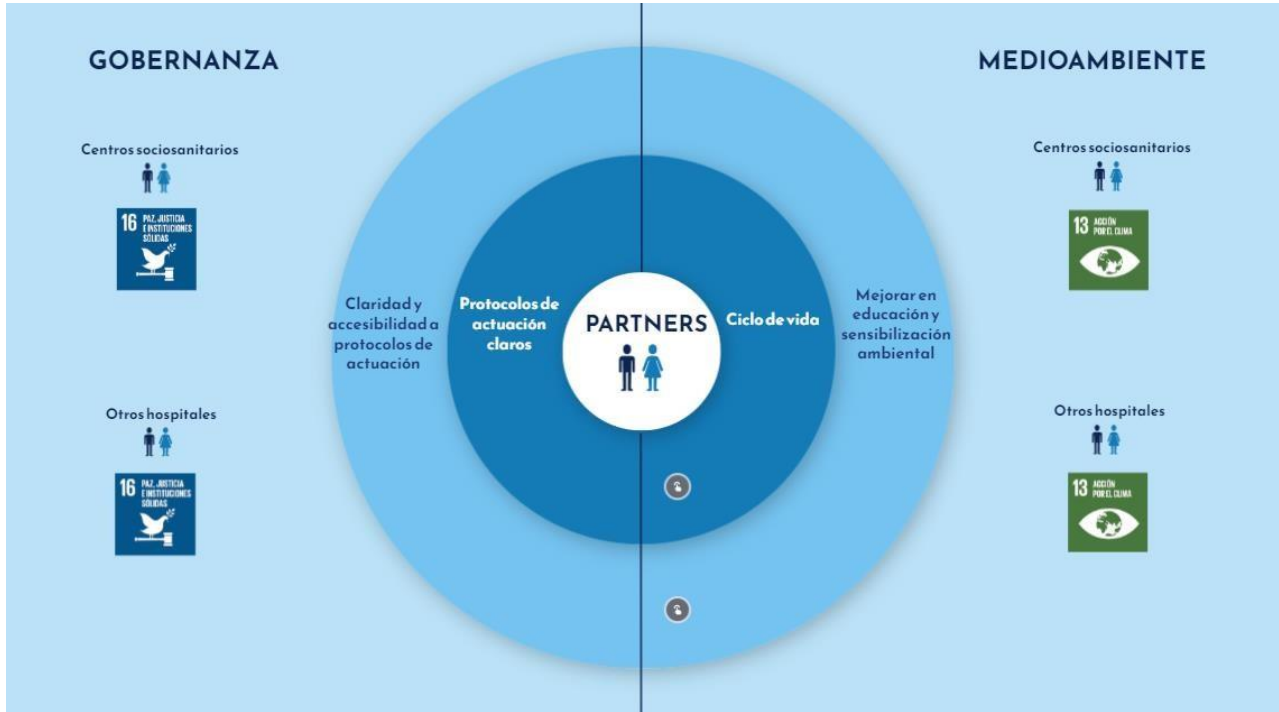 GOBERNANZA
Centros sociosanitarios
16 PAZ, JUSTICIA
E INSTITUCIONES
SÓLIDAS
Otros hospitales
16 PAZ, JUSTICIA
E INSTITUCIONES
SÓLIDAS
Claridad y
accesibilidad a
protocolos de
actuación
Protocolos de
actuación
claros
PARTNERS
Ciclo de vida
Mejorar en
educación y
sensibilización
ambiental
MEDIOAMBIENTE
Centros sociosanitarios
13 ACCIÓN
POR EL CLIMA
Otros hospitales
13 ACCIÓN
POR EL CLIMA